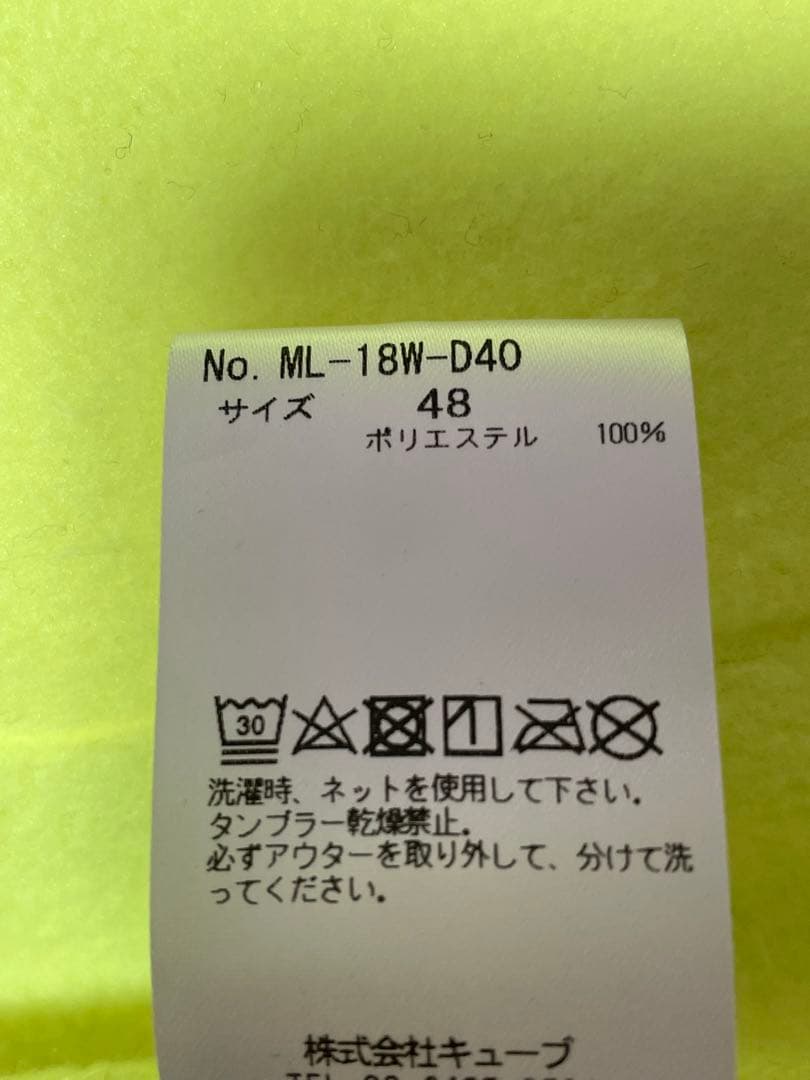 No. ML-18W-D40
サイズ 48
ポリエステル 100%
30
洗濯時、ネットを使用して下さい。
タンブラー乾燥禁止。
必ずアウターを取り外して、分けて洗
ってください。
株式会社キューブ